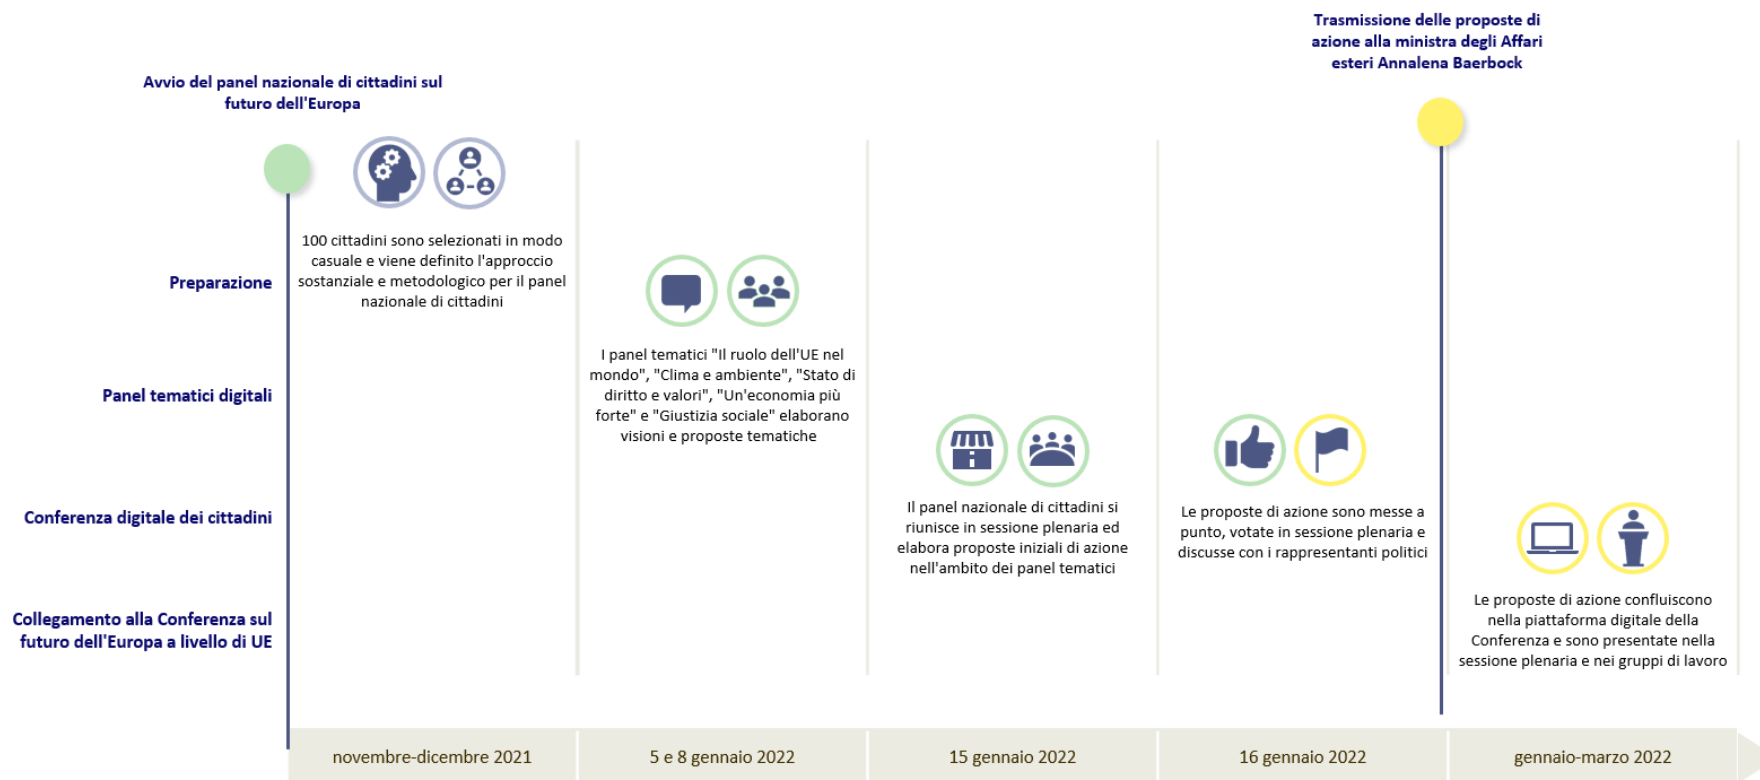 Trasmissione delle proposte di
azione alla ministra degli Affari
esteri Annalena Baerbock
Avvio del panel nazionale di cittadini sul
futuro dell'Europa
Preparazione
100 cittadini sono selezionati in modo
casuale e viene definito l'approccio
sostanziale e metodologico per il panel
nazionale di cittadini
Panel tematici digitali
I panel tematici "Il ruolo dell'UE nel
mondo", "Clima e ambiente", "Stato di
diritto e valori", "Un'economia più
forte" e "Giustizia sociale" elaborano
visioni e proposte tematiche
Conferenza digitale dei cittadini
Il panel nazionale di cittadini si
riunisce in sessione plenaria ed
elabora proposte iniziali di azione
nell'ambito dei panel tematici
Le proposte di azione sono messe a
punto, votate in sessione plenaria e
discusse con i rappresentanti politici
Collegamento alla Conferenza sul
futuro dell'Europa a livello di UE
Le proposte di azione confluiscono
nella piattaforma digitale della
Conferenza e sono presentate nella
sessione plenaria e nei gruppi di lavoro
novembre-dicembre 2021
5 e 8 gennaio 2022
15 gennaio 2022
16 gennaio 2022
gennaio-marzo 2022